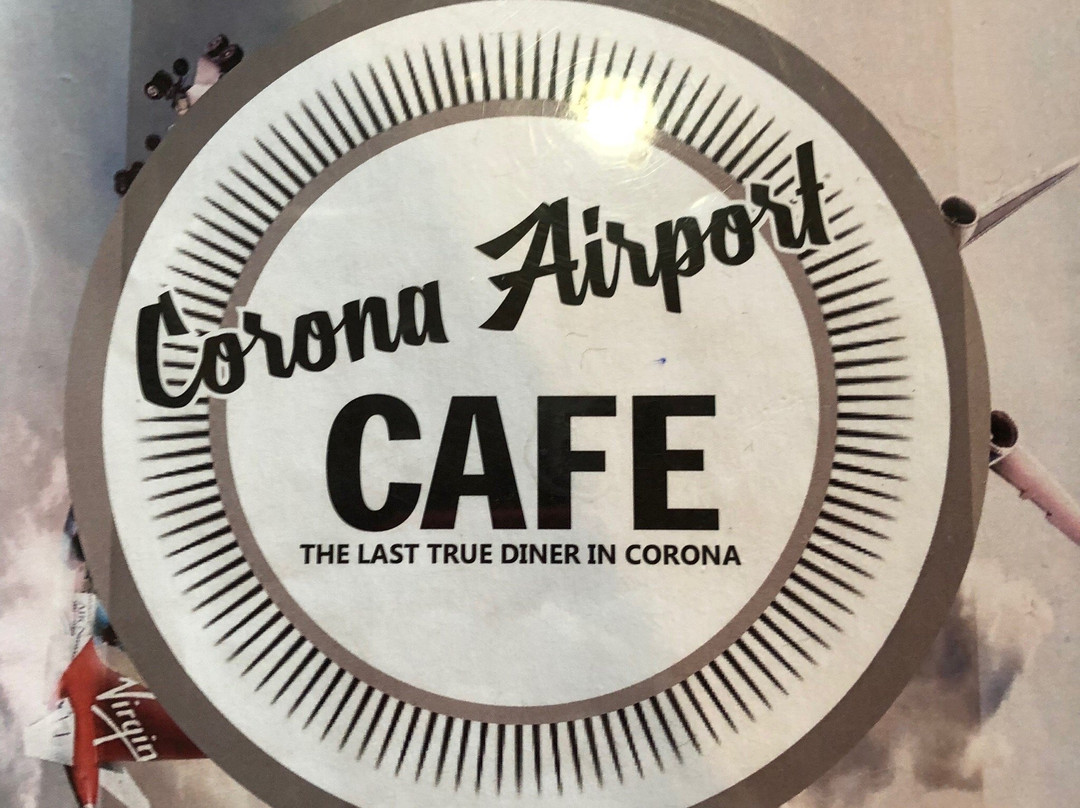 Corona Airport
CAFE
THE LAST TRUE DINER IN CORONA
Virgin